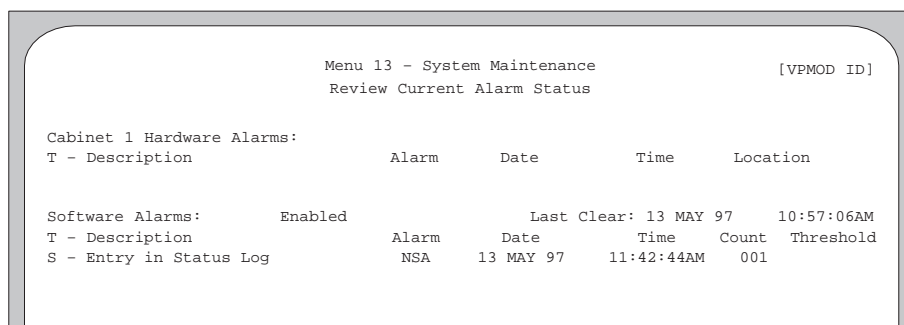 Menu 13 – System Maintenance [VPMOD ID]
Review Current Alarm Status
Cabinet 1 Hardware Alarms:
T – Description Alarm Date Time Location
Software Alarms: Enabled Last Clear: 13 MAY 97 10:57:06AM
T – Description Alarm Date Time Count Threshold
S – Entry in Status Log NSA 13 MAY 97 11:42:44AM 001